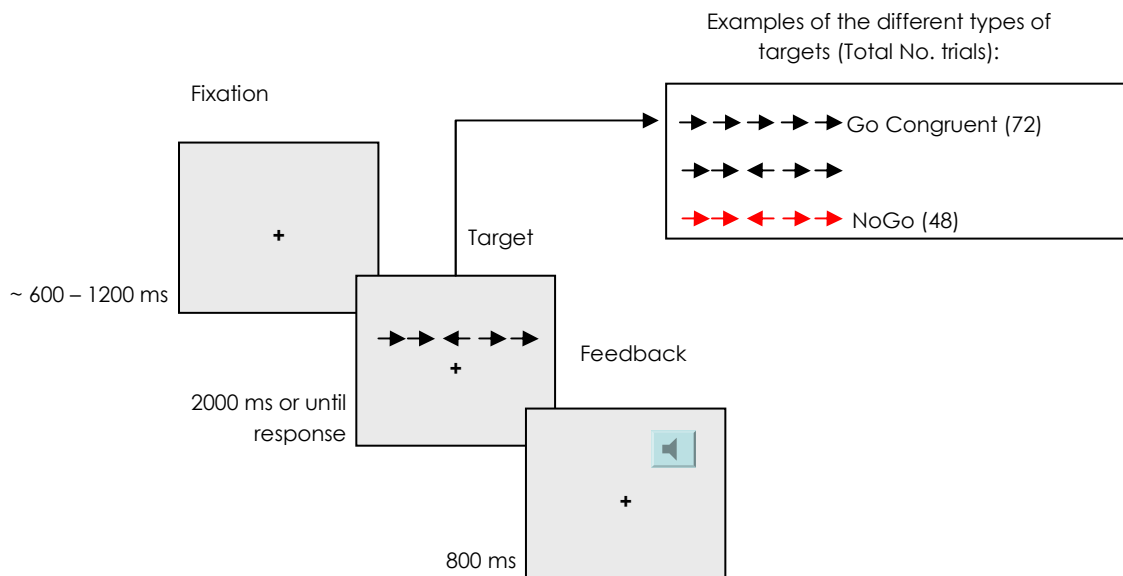 Examples of the different types of
targets (Total No. trials):
Fixation
Go Congruent (72)
NoGo (48)
Target
~ 600 – 1200 ms
Feedback
2000 ms or until
response
800 ms